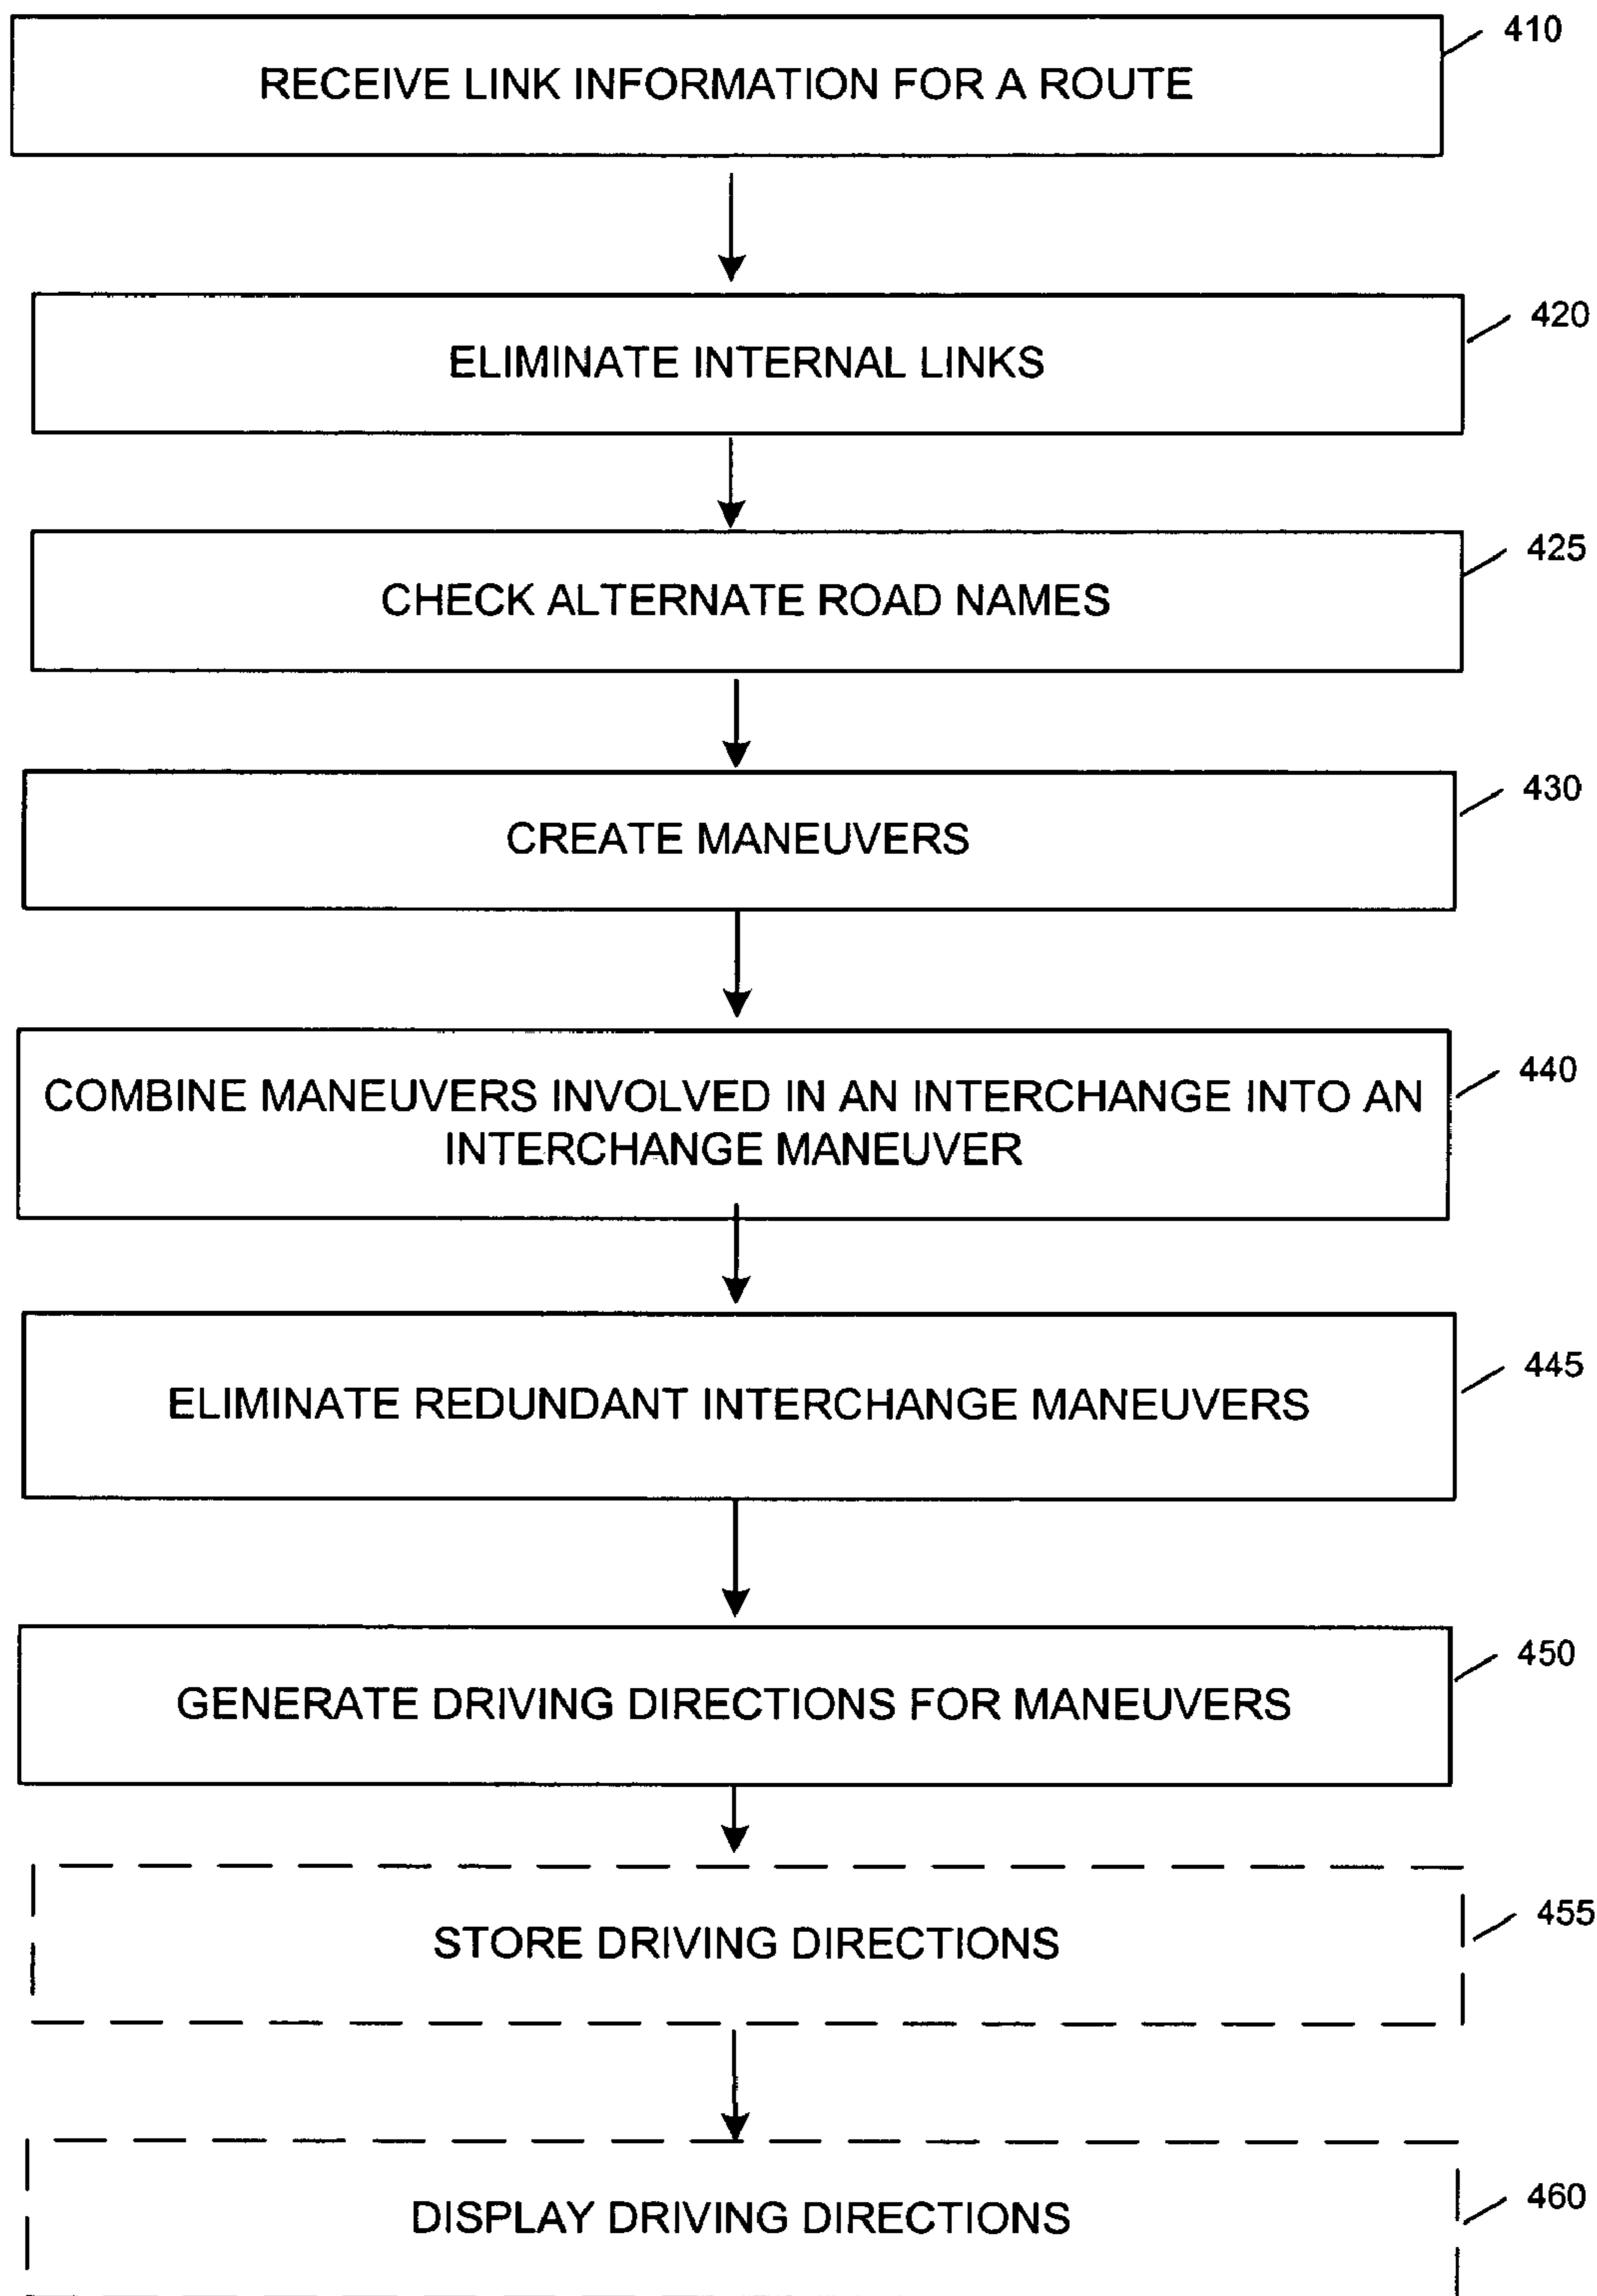 410
RECEIVE LINK INFORMATION FOR A ROUTE
420
ELIMINATE INTERNAL LINKS
425
CHECK ALTERNATE ROAD NAMES
430
CREATE MANEUVERS
440
COMBINE MANEUVERS INVOLVED IN AN INTERCHANGE INTO AN
INTERCHANGE MANEUVER
445
ELIMINATE REDUNDANT INTERCHANGE MANEUVERS
450
GENERATE DRIVING DIRECTIONS FOR MANEUVERS
455
STORE DRIVING DIRECTIONS
460
DISPLAY DRIVING DIRECTIONS